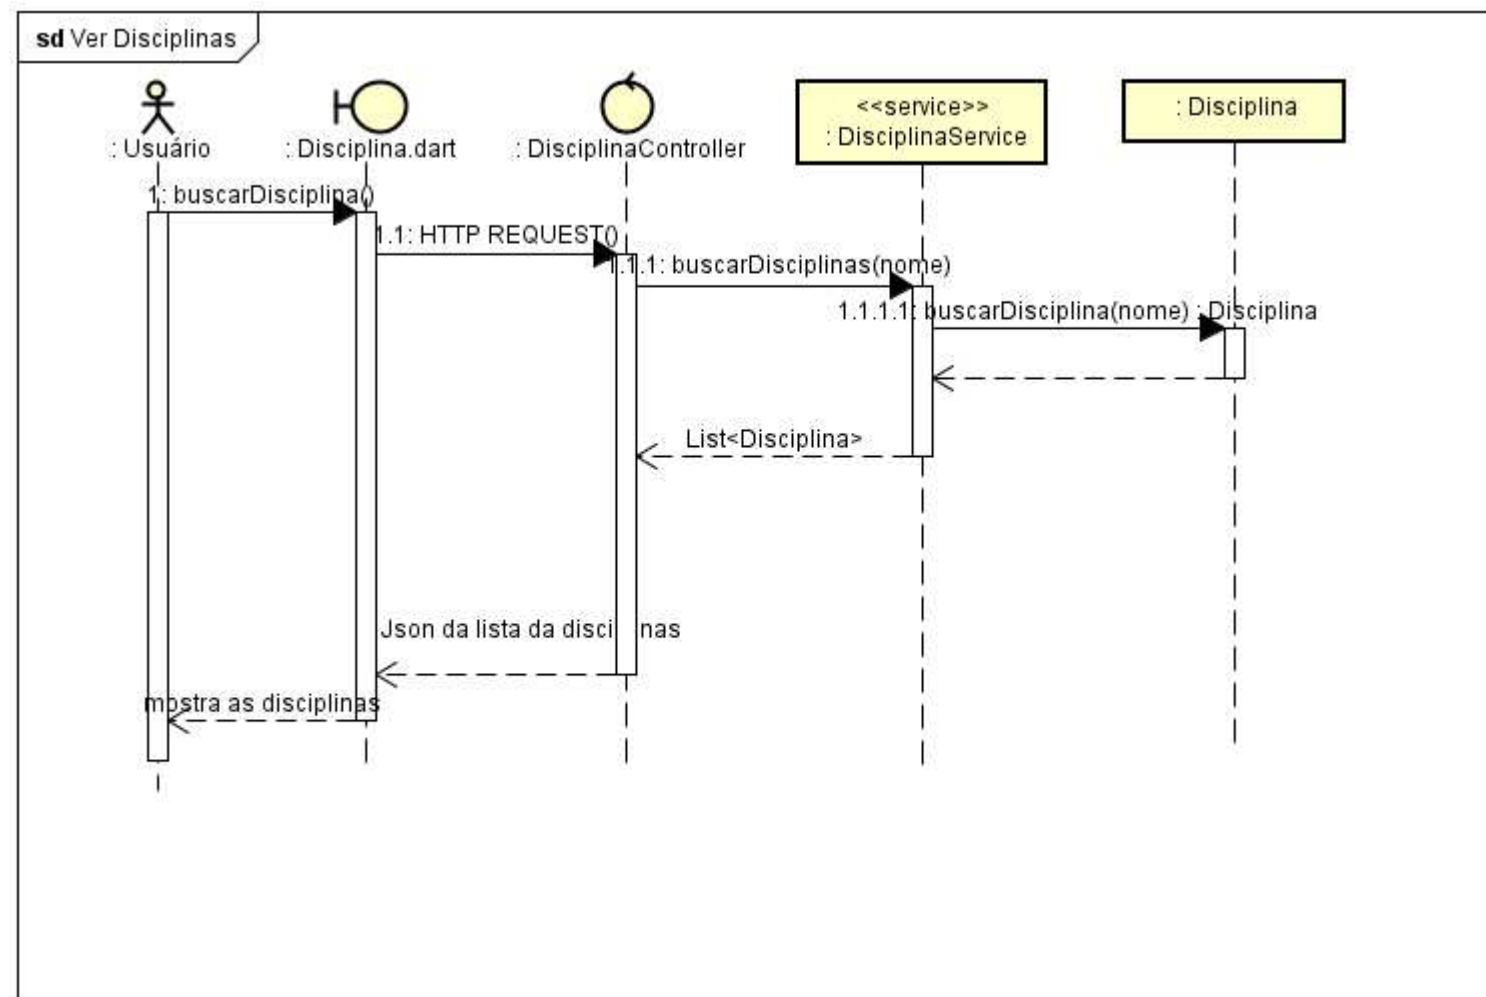 sd Ver Disciplinas
: Usuário
: Disciplina.dart
: DisciplinaController
<<service>>
: DisciplinaService
: Disciplina
1: buscarDisciplina()
1.1: HTTP REQUEST()
1.1.1: buscarDisciplinas(nome)
1.1.1.1: buscarDisciplina(nome) : Disciplina
List<Disciplina>
Json da lista da disciplinas
mostra as disciplinas